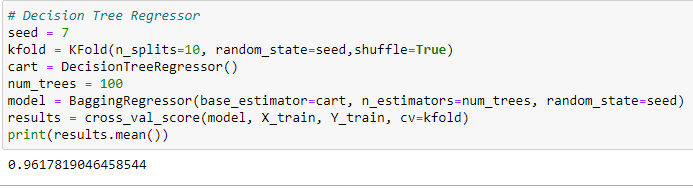 # Decision Tree Regressor
seed = 7
kfold = KFold(n_splits=10, random_state=seed,shuffle=True)
cart = DecisionTreeRegressor()
num_trees = 100
model = BaggingRegressor(base_estimator=cart, n_estimators=num_trees, random_state=seed)
results = cross_val_score(model, X_train, Y_train, cv=kfold)
print(results.mean())
0.9617819046458544